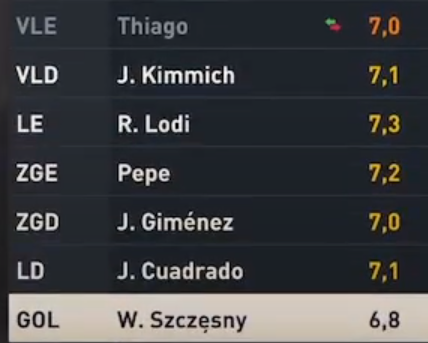 VLE Thiago 7,0
VLD J. Kimmich 7,1
LE R. Lodi 7,3
ZGE Pepe 7,2
ZGD J. Giménez 7,0
LD J. Cuadrado 7,1
GOL W. Szczęsny 6,8